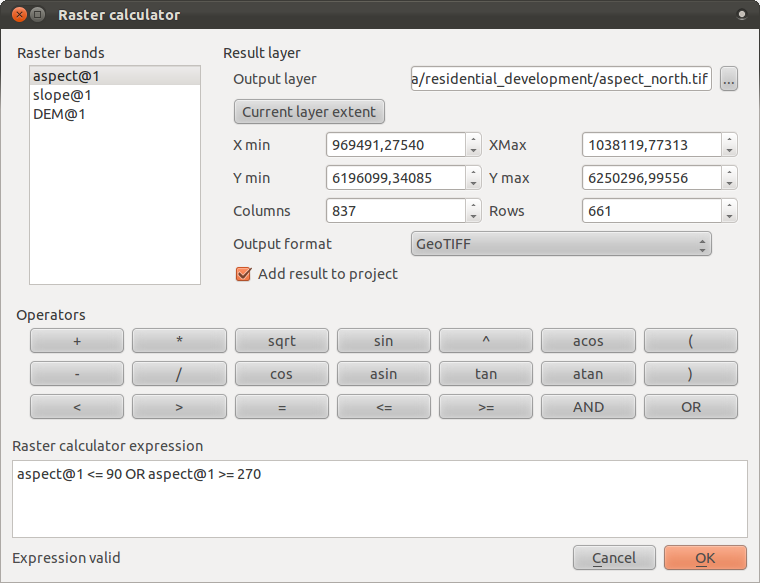 Raster calculator
Raster bands
aspect@1
slope@1
DEM@1
Result layer
Output layer a/residential_development/aspect_north.tif ...
Current layer extent
X min 969491,27540 XMax 1038119,77313
Y min 6196099,34085 Y max 6250296,99556
Columns 837 Rows 661
Output format GeoTIFF
Add result to project
Operators
+ * sqrt sin ^ acos (
- / cos asin tan atan )
< > = <= >= AND OR
Raster calculator expression
aspect@1 <= 90 OR aspect@1 >= 270
Expression valid Cancel OK